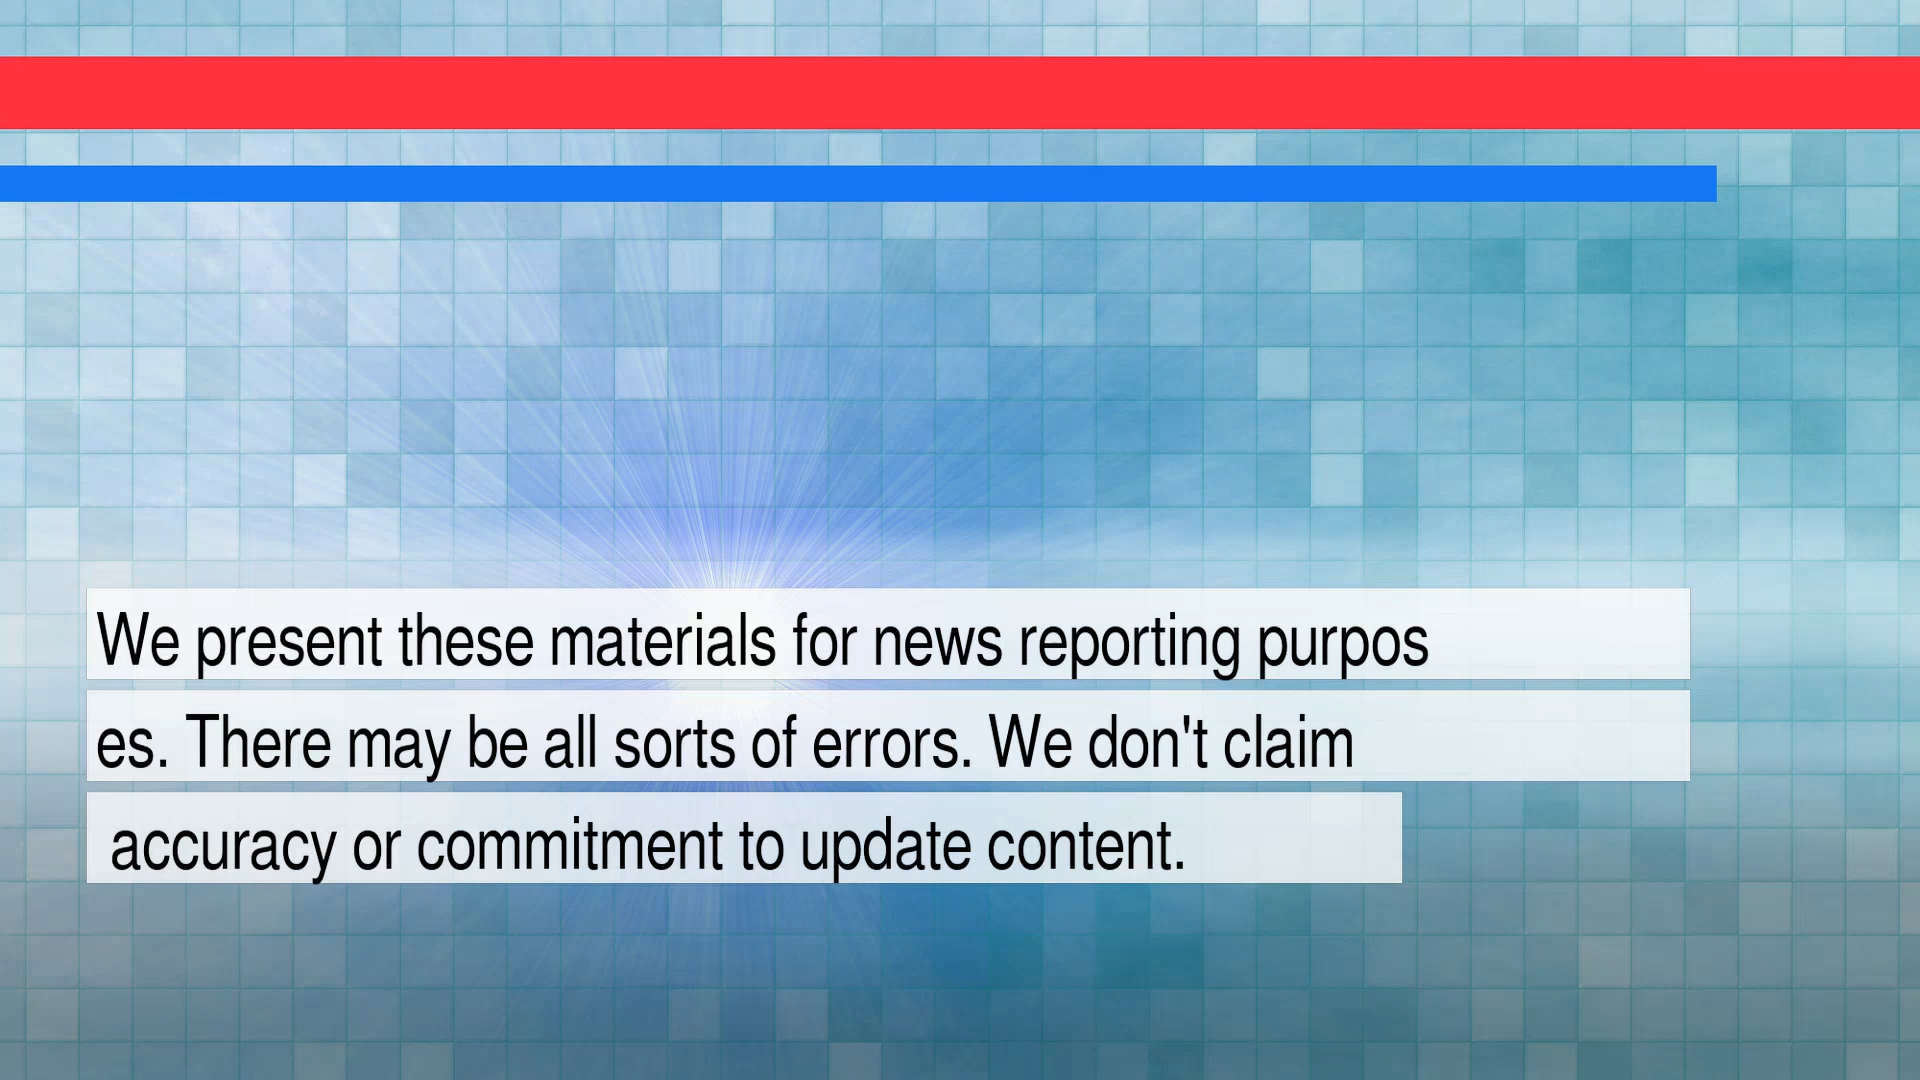 We present these materials for news reporting purpos
es. There may be all sorts of errors. We don't claim
accuracy or commitment to update content.